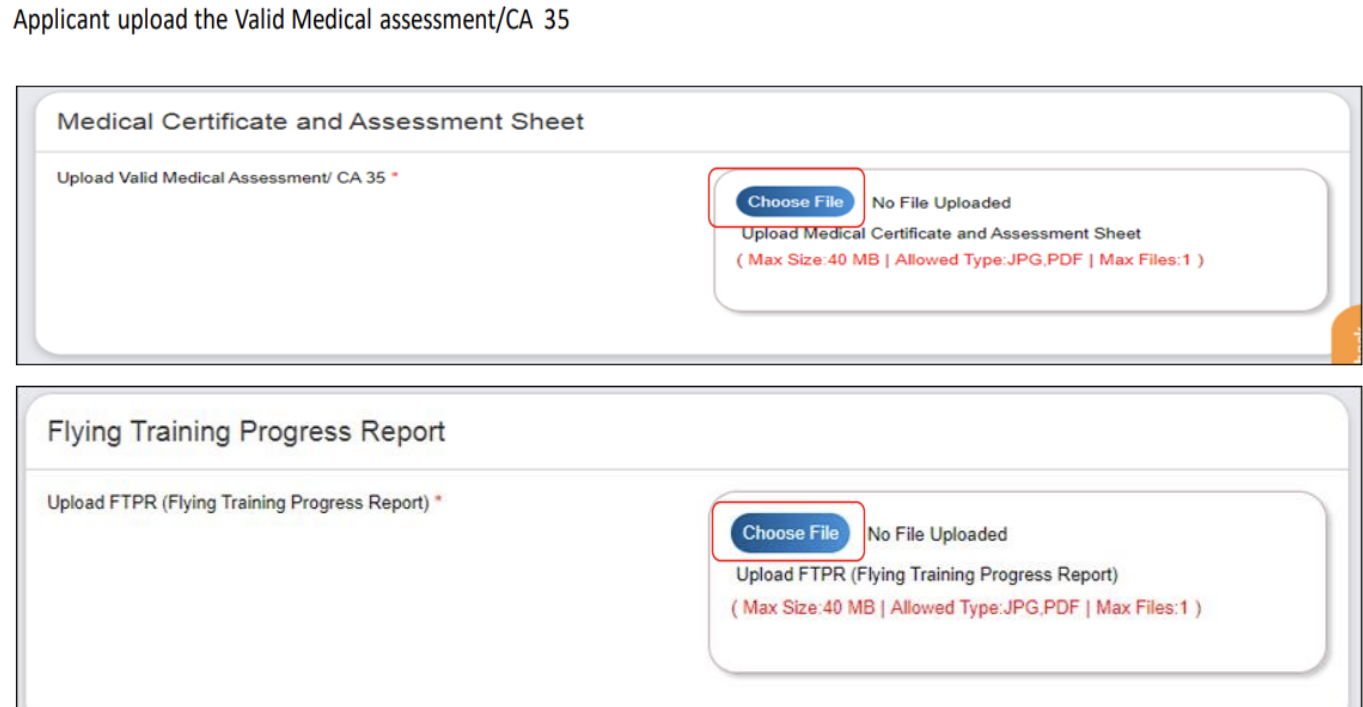 Applicant upload the Valid Medical assessment/CA 35
Medical Certificate and Assessment Sheet
Upload Valid Medical Assessment/ CA 35 *
Choose File No File Uploaded
Upload Medical Certificate and Assessment Sheet
( Max Size:40 MB | Allowed Type:JPG,PDF | Max Files:1 )
Flying Training Progress Report
Upload FTPR (Flying Training Progress Report) *
Choose File No File Uploaded
Upload FTPR (Flying Training Progress Report)
( Max Size:40 MB | Allowed Type:JPG,PDF | Max Files:1 )